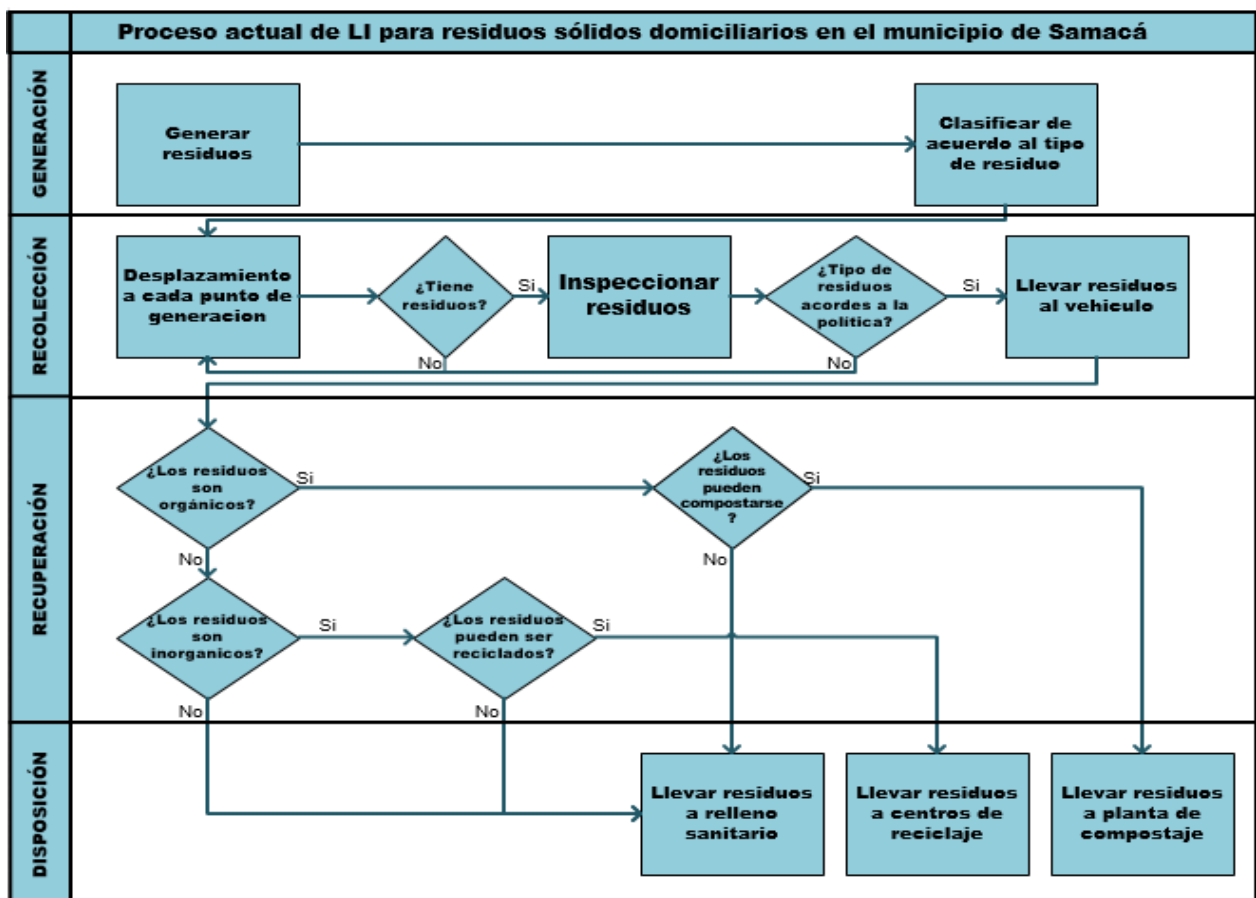 Proceso actual de LI para residuos sólidos domiciliarios en el municipio de Samacá
GENERACIÓN
Generar
residuos
Clasificar de
acuerdo al tipo
de residuo
RECOLECCIÓN
Desplazamiento
a cada punto de
generacion
¿Tiene
residuos?
Si
No
Inspeccionar
residuos
¿Tipo de
residuos
acordes a la
política?
Si
No
Llevar residuos
al vehiculo
RECUPERACIÓN
¿Los residuos
son
orgánicos?
Si
No
¿Los
residuos
pueden
compostarse
?
Si
No
¿Los residuos
son
inorganicos?
Si
No
¿Los residuos
pueden ser
reciclados?
Si
No
DISPOSICIÓN
Llevar residuos
a relleno
sanitario
Llevar residuos
a centros de
reciclaje
Llevar residuos
a planta de
compostaje